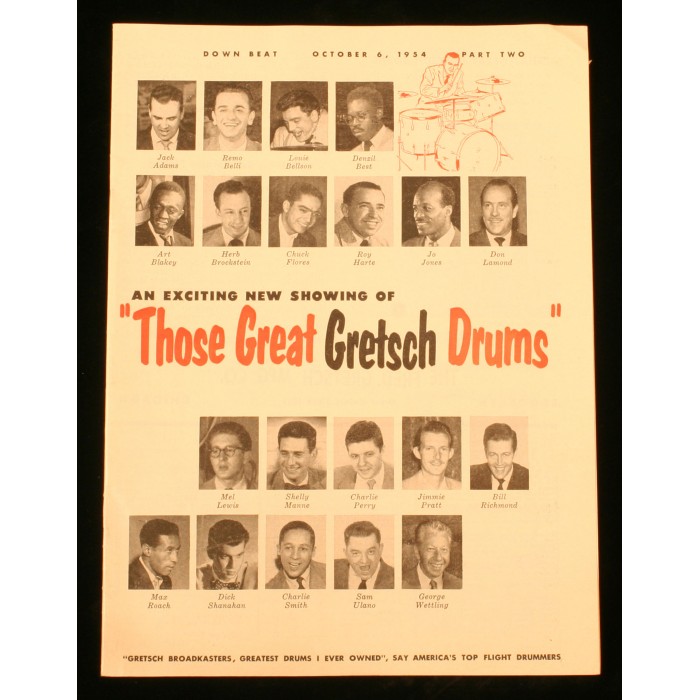 DOWN BEAT OCTOBER 6, 1954 PART TWO
Jack Adams
Remo Belli
Louie Bellson
Denzil Best
Art Blakey
Herb Brockstein
Chuck Flores
Roy Harte
Jo Jones
Don Lamond
AN EXCITING NEW SHOWING OF
"Those Great Gretsch Drums"
Mel Lewis
Shelly Manne
Charlie Perry
Jimmie Pratt
Bill Richmond
Max Roach
Dick Shanahan
Charlie Smith
Sam Ulano
George Wettling
"GRETSCH BROADKASTERS, GREATEST DRUMS I EVER OWNED", SAY AMERICA'S TOP FLIGHT DRUMMERS